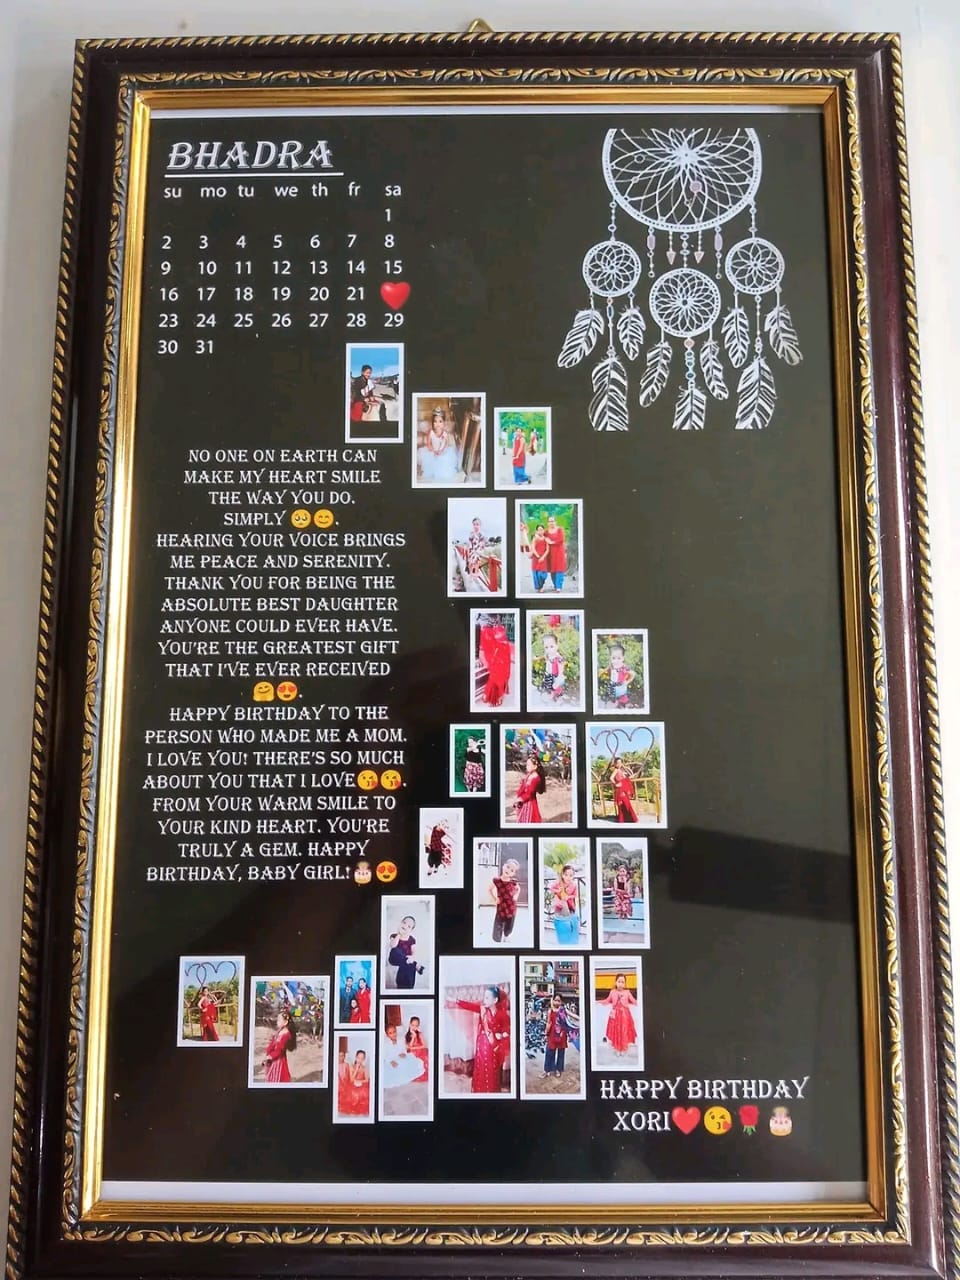 BHADRA
su mo tu we th fr sa
1
2 3 4 5 6 7 8
9 10 11 12 13 14 15
16 17 18 19 20 21 ❤️
23 24 25 26 27 28 29
30 31
NO ONE ON EARTH CAN
MAKE MY HEART SMILE
THE WAY YOU DO.
SIMPLY 🥺😊.
HEARING YOUR VOICE BRINGS
ME PEACE AND SERENITY.
THANK YOU FOR BEING THE
ABSOLUTE BEST DAUGHTER
ANYONE COULD EVER HAVE.
YOU'RE THE GREATEST GIFT
THAT I'VE EVER RECEIVED
🤗😍.
HAPPY BIRTHDAY TO THE
PERSON WHO MADE ME A MOM.
I LOVE YOU! THERE'S SO MUCH
ABOUT YOU THAT I LOVE😘😘.
FROM YOUR WARM SMILE TO
YOUR KIND HEART. YOU'RE
TRULY A GEM. HAPPY
BIRTHDAY, BABY GIRL!🎂😍
HAPPY BIRTHDAY
XORI❤️😘🌹🎂